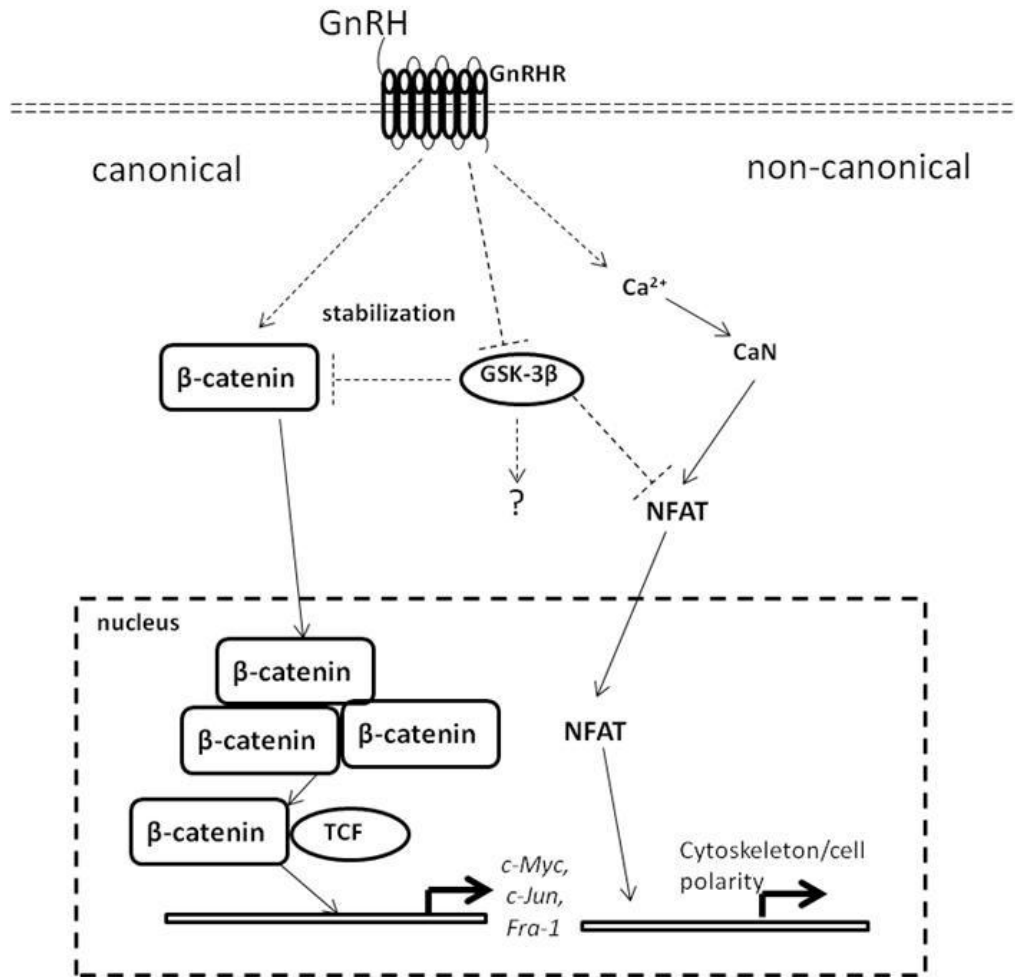 GnRH
GnRHR
canonical
non-canonical
Ca²⁺
stabilization
CaN
β-catenin
GSK-3β
?
NFAT
nucleus
β-catenin
β-catenin
β-catenin
NFAT
β-catenin
TCF
c-Myc,
c-Jun,
Fra-1
Cytoskeleton/cell
polarity